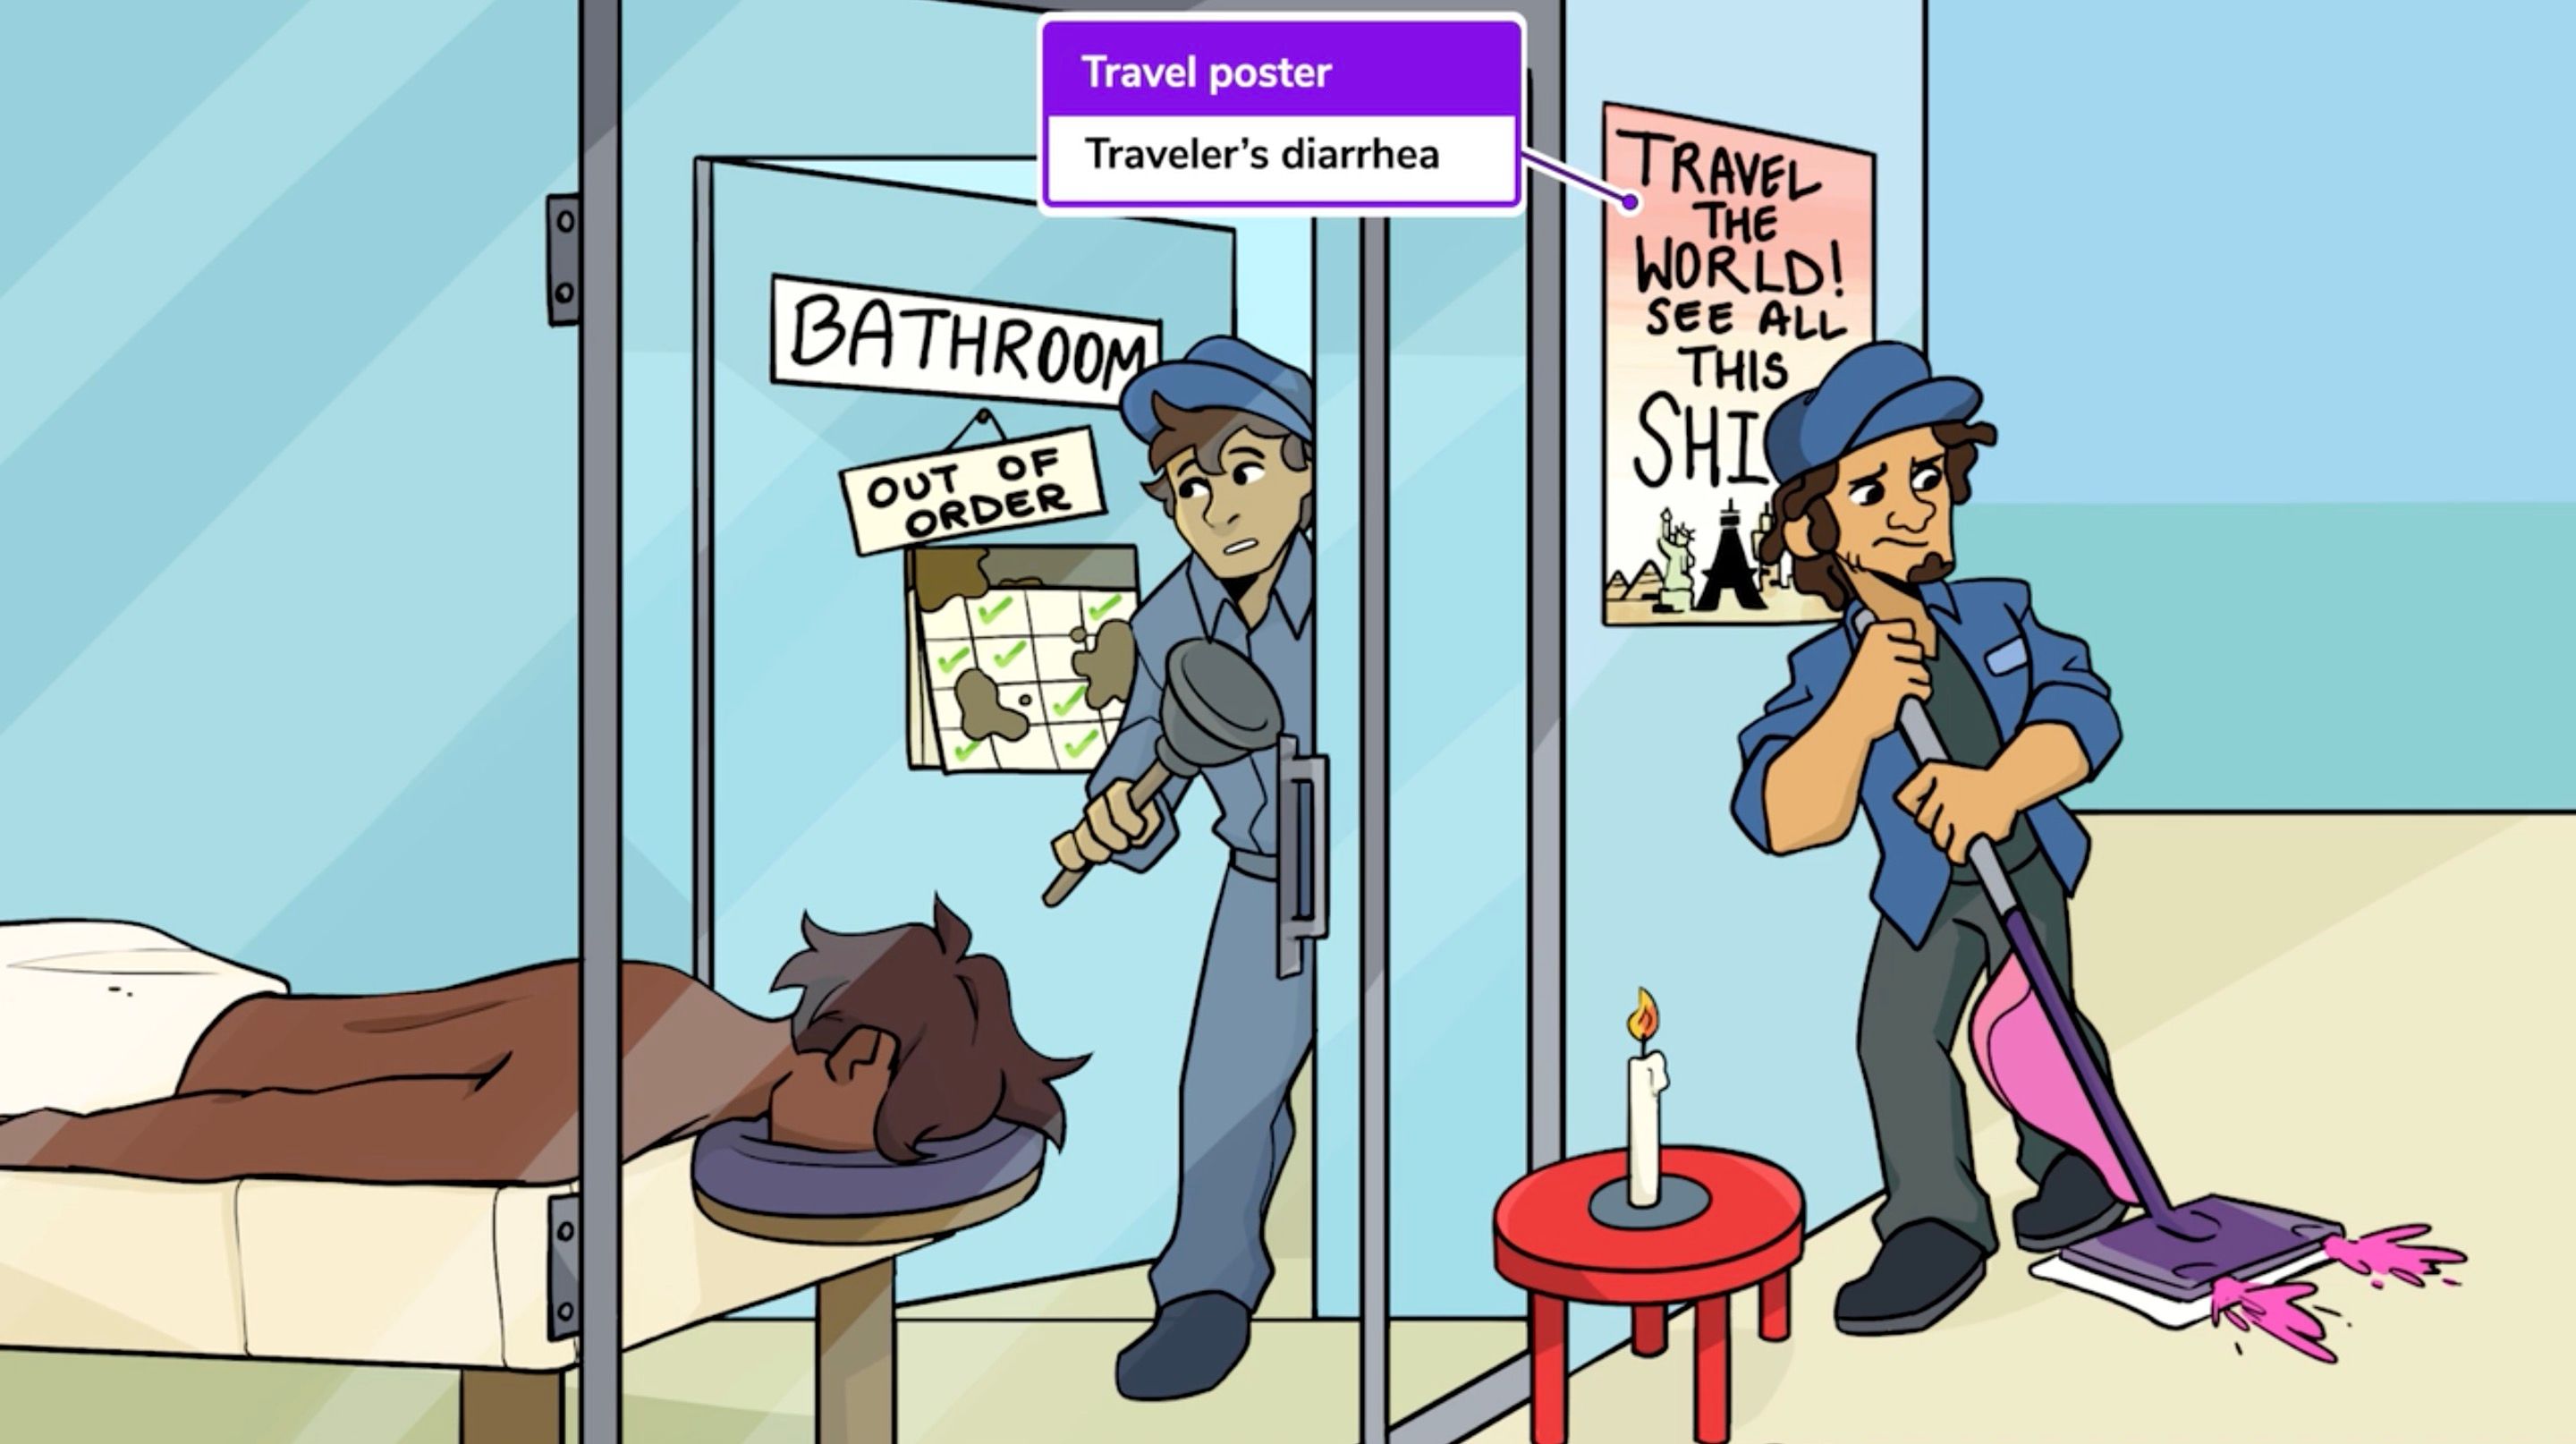 Travel poster
Traveler's diarrhea
TRAVEL
THE
WORLD!
SEE ALL
THIS
SHI
BATHROOM
OUT OF
ORDER